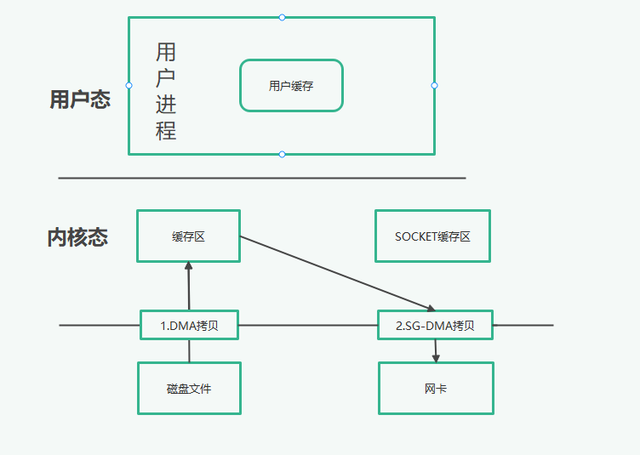 用户进程
用户缓存
用户态
内核态
缓存区
SOCKET缓存区
1.DMA拷贝
2.SG-DMA拷贝
磁盘文件
网卡